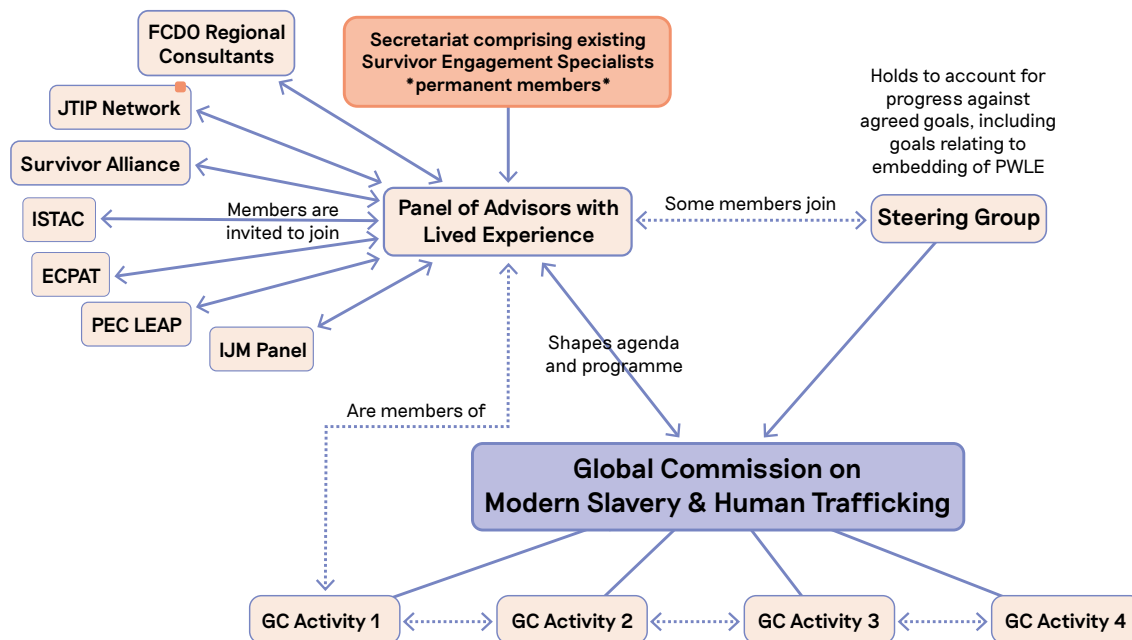 FCDO Regional
Consultants
Secretariat comprising existing
Survivor Engagement Specialists
*permanent members*
Holds to account for
progress against
agreed goals, including
goals relating to
embedding of PWLE
JTIP Network
Survivor Alliance
ISTAC
Members are
invited to join
Panel of Advisors with
Lived Experience
Some members join
Steering Group
ECPAT
PEC LEAP
IJM Panel
Shapes agenda
and programme
Are members of
Global Commission on
Modern Slavery & Human Trafficking
GC Activity 1
GC Activity 2
GC Activity 3
GC Activity 4